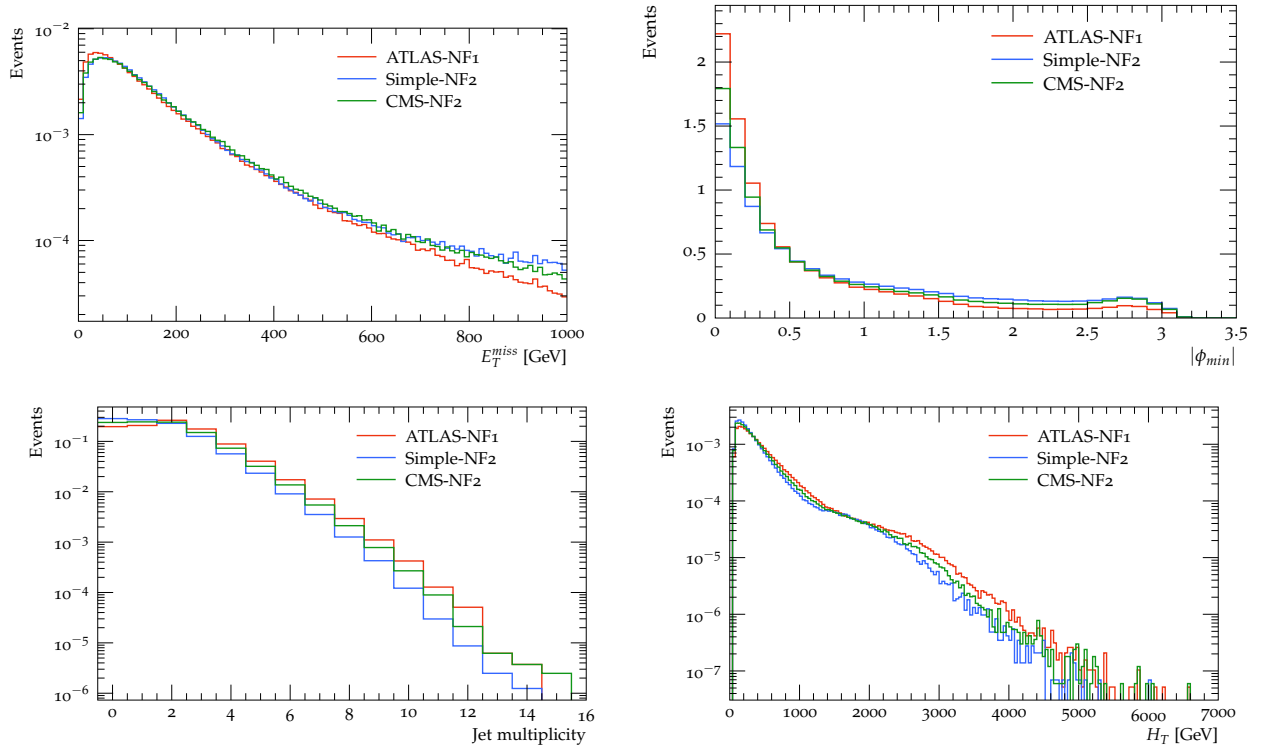 Events
10^{-2}
10^{-3}
10^{-4}
ATLAS-NF1
Simple-NF2
CMS-NF2
0 200 400 600 800 1000
E_T^{miss} [GeV]
Events
2
1.5
1
0.5
0
ATLAS-NF1
Simple-NF2
CMS-NF2
0 0.5 1 1.5 2 2.5 3 3.5
|ϕ_{min}|
Events
10^{-1}
10^{-2}
10^{-3}
10^{-4}
10^{-5}
10^{-6}
ATLAS-NF1
Simple-NF2
CMS-NF2
0 2 4 6 8 10 12 14 16
Jet multiplicity
Events
10^{-3}
10^{-4}
10^{-5}
10^{-6}
10^{-7}
ATLAS-NF1
Simple-NF2
CMS-NF2
0 1000 2000 3000 4000 5000 6000 7000
H_T [GeV]